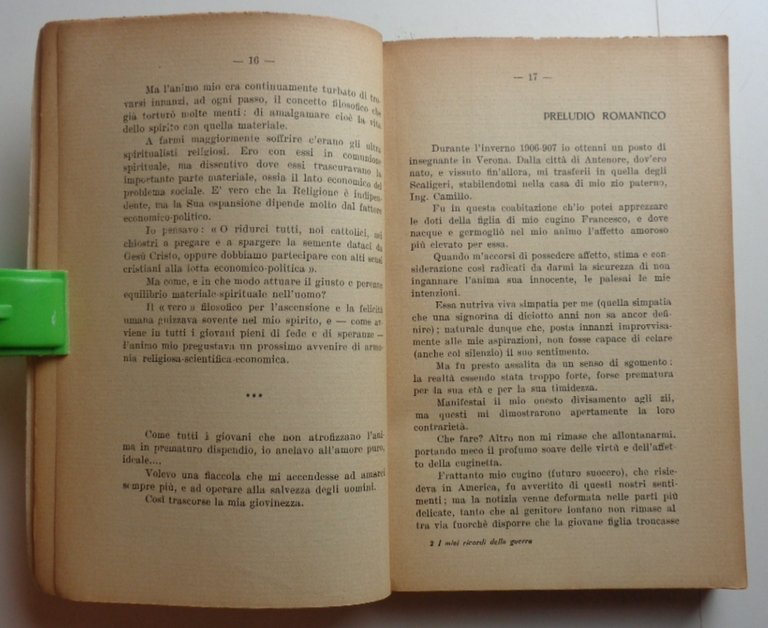 — 16 —
Ma l'animo mio era continuamente turbato di tro-
varsi innanzi, ad ogni passo, il concetto filosofico che
già torturò molte menti: di amalgamare cioè la vita
dello spirito con quella materiale.
A farmi maggiormente soffrire c'erano gli ultra
spiritualisti religiosi. Ero con essi in comunione
spirituale, ma dissentivo dove essi trascuravano la
importante parte materiale, ossia il lato economico del
problema sociale. E' vero che la Religione è indipen-
dente, ma la Sua espansione dipende molto dal fattore
economico-politico.
Io pensavo: « O ridurci tutti, noi cattolici, nei
chiostri a pregare e a spargere la semente dataci da
Gesù Cristo, oppure dobbiamo partecipare con alti sensi
cristiani alla lotta economico-politica ».
Ma come, e in che modo attuare il giusto e perenne
equilibrio materiale-spirituale nell'uomo?
Il « vero » filosofico per l'ascensione e la felicità
umana guizzava sovente nel mio spirito, e — come av-
viene in tutti i giovani pieni di fede e di speranze —
l'animo mio pregustava un prossimo avvenire di armo-
nia religiosa-scientifica-economica.
***
Come tutti i giovani che non atrofizzano l'ani-
ma in prematuro dispendio, io anelavo all'amore puro,
ideale....
Volevo una fiaccola che mi accendesse ad amarci
sempre più, e ad operare alla salvezza degli uomini.
Così trascorse la mia giovinezza.
— 17 —
PRELUDIO ROMANTICO
Durante l'inverno 1906-907 io ottenni un posto di
insegnante in Verona. Dalla città di Antenore, dov'ero
nato, e vissuto fin'allora, mi trasferii in quella degli
Scaligeri, stabilendomi nella casa di mio zio paterno,
Ing. Camillo.
Fu in questa coabitazione ch'io potei apprezzare
le doti della figlia di mio cugino Francesco, e dove
nacque e germogliò nel mio animo l'affetto amoroso
più elevato per essa.
Quando m'accorsi di possedere affetto, stima e con-
siderazione così radicati da darmi la sicurezza di non
ingannare l'anima sua innocente, le palesai le mie
intenzioni.
Essa nutriva viva simpatia per me (quella simpatia
che una signorina di diciotto anni non sa ancor de-
finire); naturale dunque che, posta innanzi improvvisa-
mente alle mie aspirazioni, non fosse capace di celare
(anche col silenzio) il suo sentimento.
Ma fu presto assalita da un senso di sgomento:
la realtà essendo stata troppo forte, forse prematura
per la sua età e per la sua timidezza.
Manifestai il mio onesto divisamento agli zii,
ma questi mi dimostrarono apertamente la loro
contrarietà.
Che fare? Altro non mi rimase che allontanarmi,
portando meco il profumo soave delle virtù e dell'affet-
to della cuginetta.
Frattanto mio cugino (futuro suocero), che risie-
deva in America, fu avvertito di questi nostri senti-
menti; ma la notizia venne deformata nelle parti più
delicate, tanto che al genitore lontano non rimase al
tra via fuorchè disporre che la giovane figlia troncasse
2 I miei ricordi della guerra